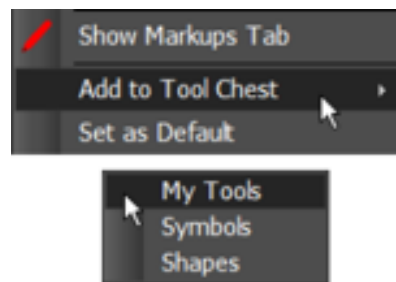 Show Markups Tab
Add to Tool Chest
Set as Default
My Tools
Symbols
Shapes